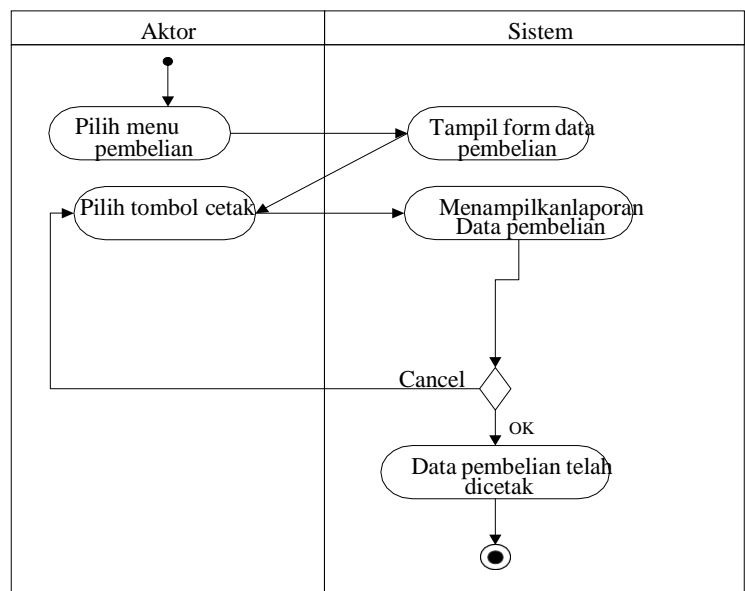 Aktor
Sistem
Pilih menu
pembelian
Tampil form data
pembelian
Pilih tombol cetak
Menampilkanlaporan
Data pembelian
Cancel
OK
Data pembelian telah
dicetak